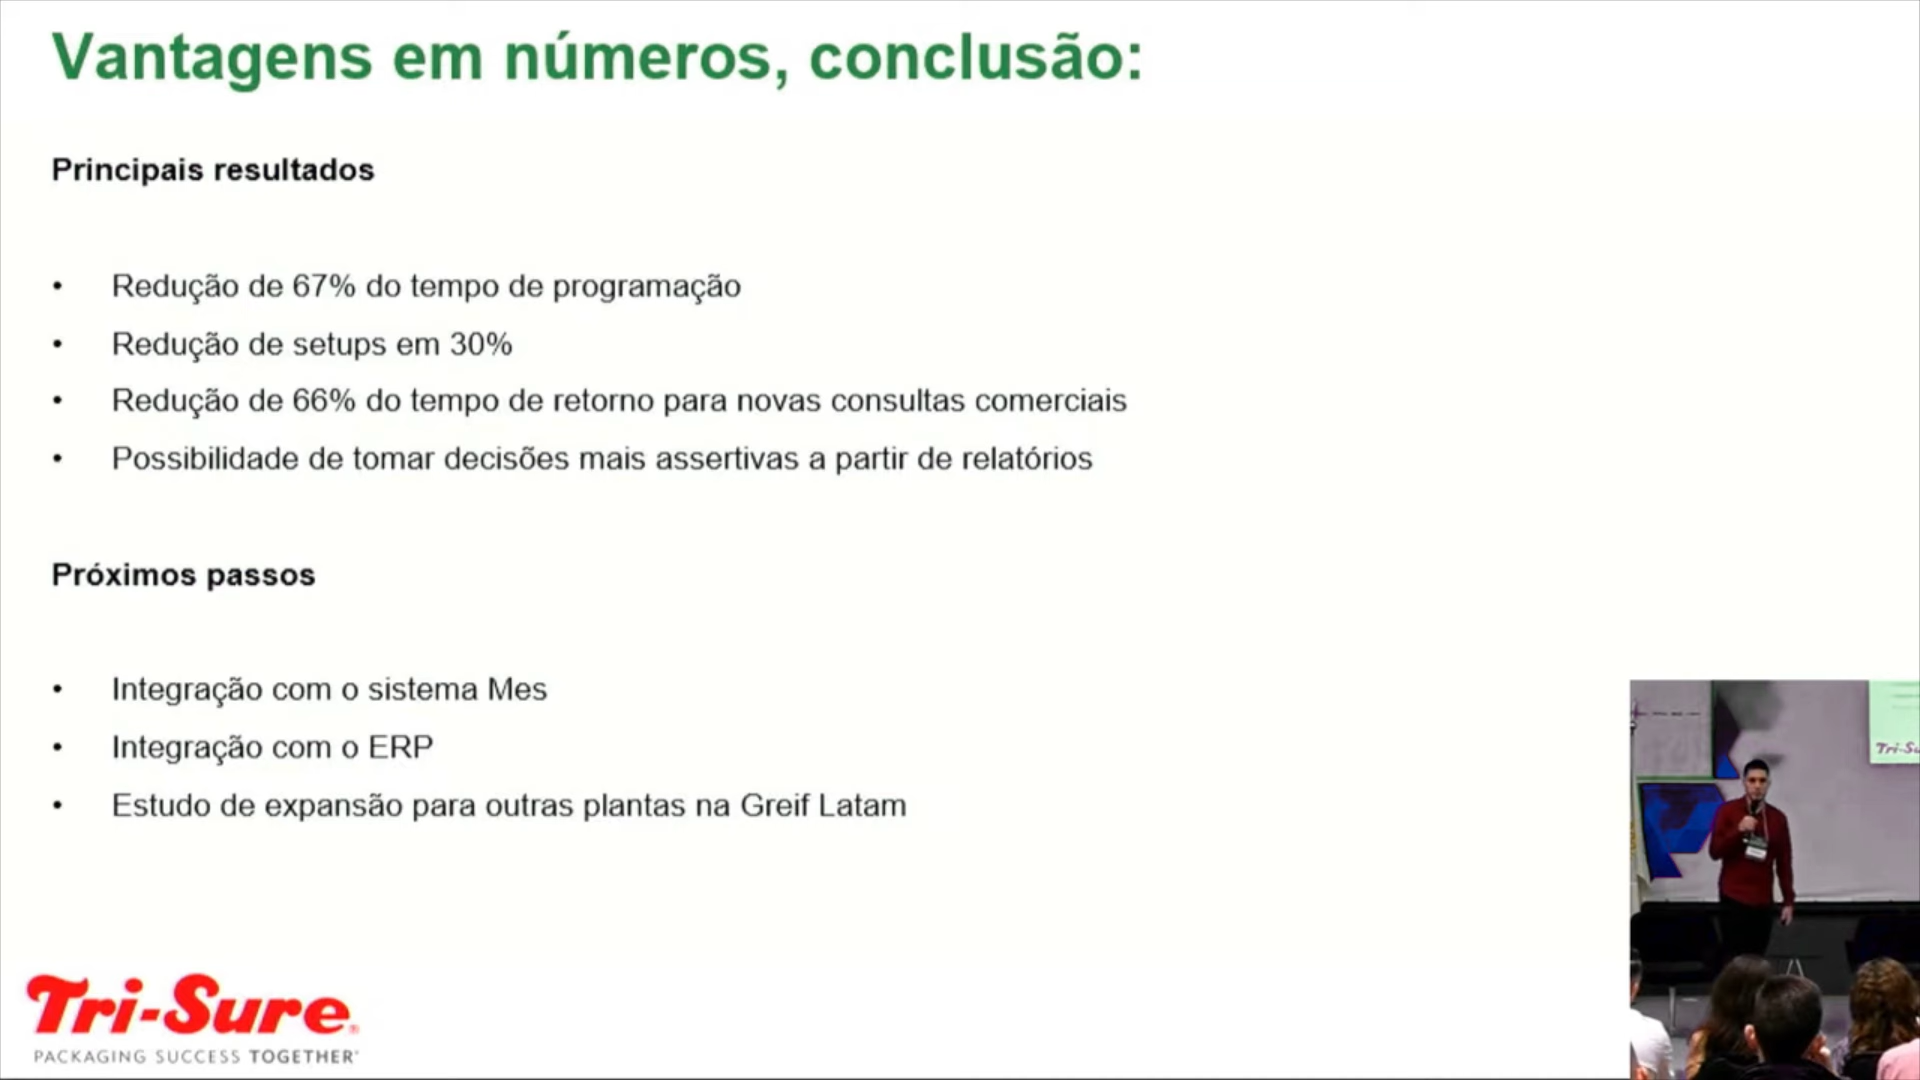 Vantagens em números, conclusão:
Principais resultados
• Redução de 67% do tempo de programação
• Redução de setups em 30%
• Redução de 66% do tempo de retorno para novas consultas comerciais
• Possibilidade de tomar decisões mais assertivas a partir de relatórios
Próximos passos
• Integração com o sistema Mes
• Integração com o ERP
• Estudo de expansão para outras plantas na Greif Latam
Tri-Sure
PACKAGING SUCCESS TOGETHER
Tri-Su